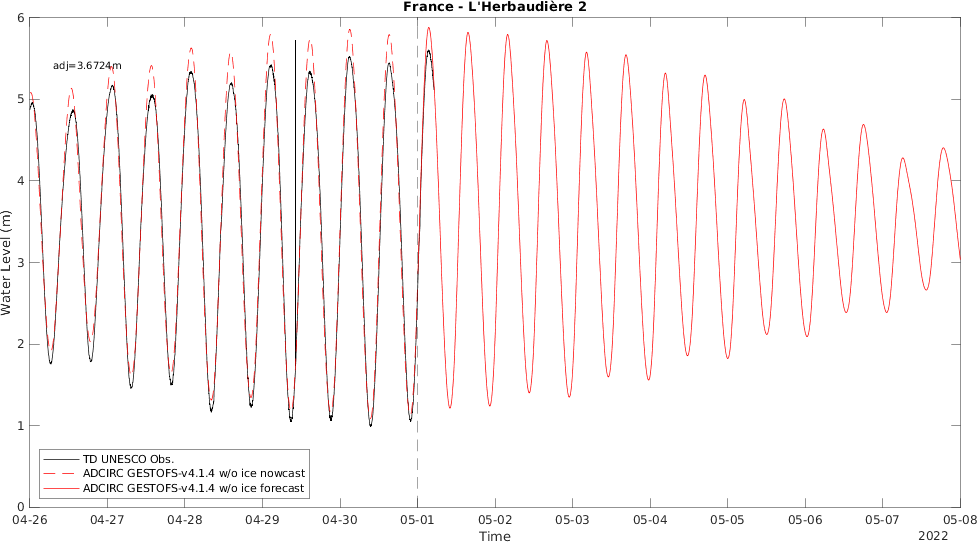 France - L'Herbaudière 2
6
adj=3.6724m
5
4
3
2
1
0
Water Level (m)
TD UNESCO Obs.
ADCIRC GESTOFS-v4.1.4 w/o ice nowcast
ADCIRC GESTOFS-v4.1.4 w/o ice forecast
04-26 04-27 04-28 04-29 04-30 05-01 05-02 05-03 05-04 05-05 05-06 05-07 05-08
Time
2022